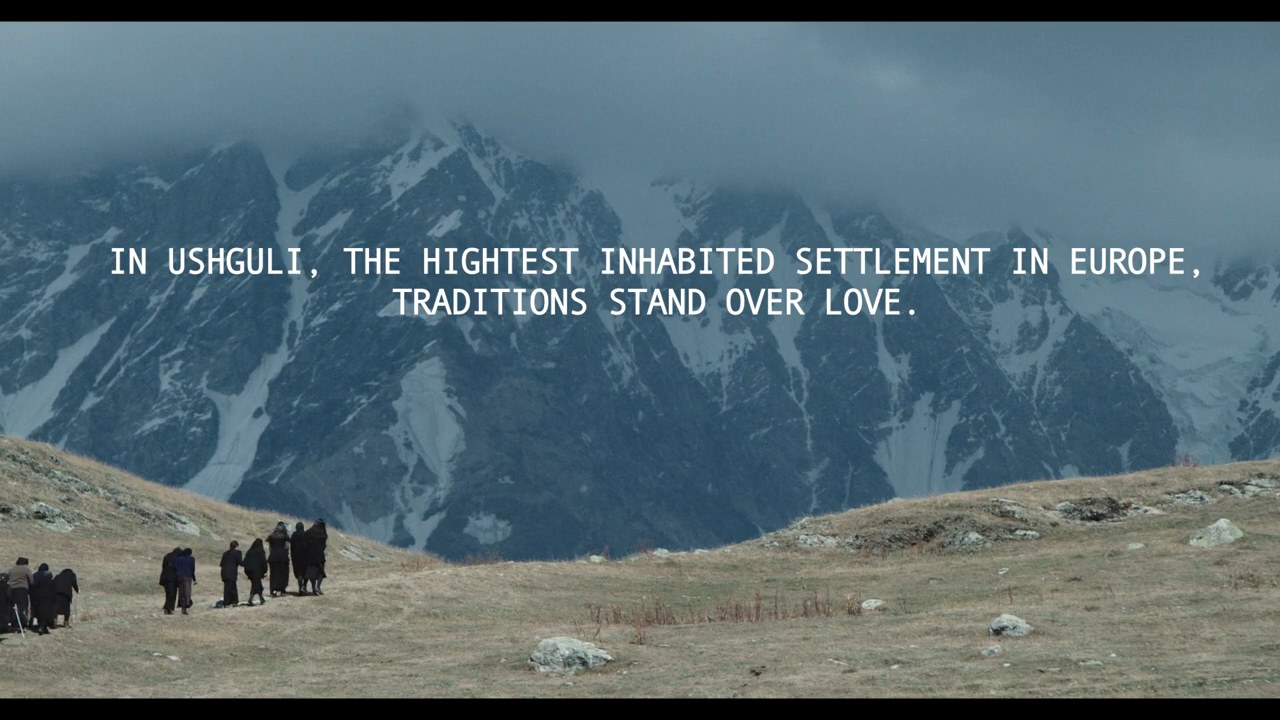 IN USHGULI, THE HIGHTEST INHABITED SETTLEMENT IN EUROPE,
TRADITIONS STAND OVER LOVE.